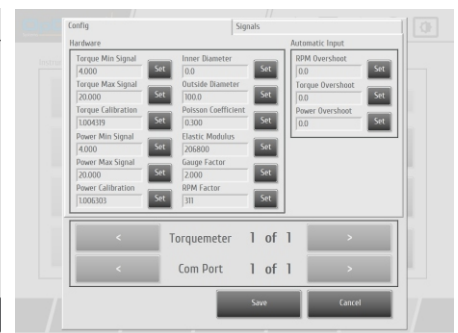 Config Signals
Hardware Automatic Input
Torque Min Signal Inner Diameter RPM Overshoot
4.000 Set 0.0 Set 0.0 Set
Torque Max Signal Outside Diameter Torque Overshoot
20.000 Set 100.0 Set 0.0 Set
Torque Calibration Poisson Coefficient Power Overshoot
1.004319 Set 0.300 Set 0.0 Set
Power Min Signal Elastic Modulus
4.000 Set 206800 Set
Power Max Signal Gauge Factor
20.000 Set 2.000 Set
Power Calibration RPM Factor
1.006303 Set 311 Set
< Torquemeter 1 of 1 >
< Com Port 1 of 1 >
Save Cancel